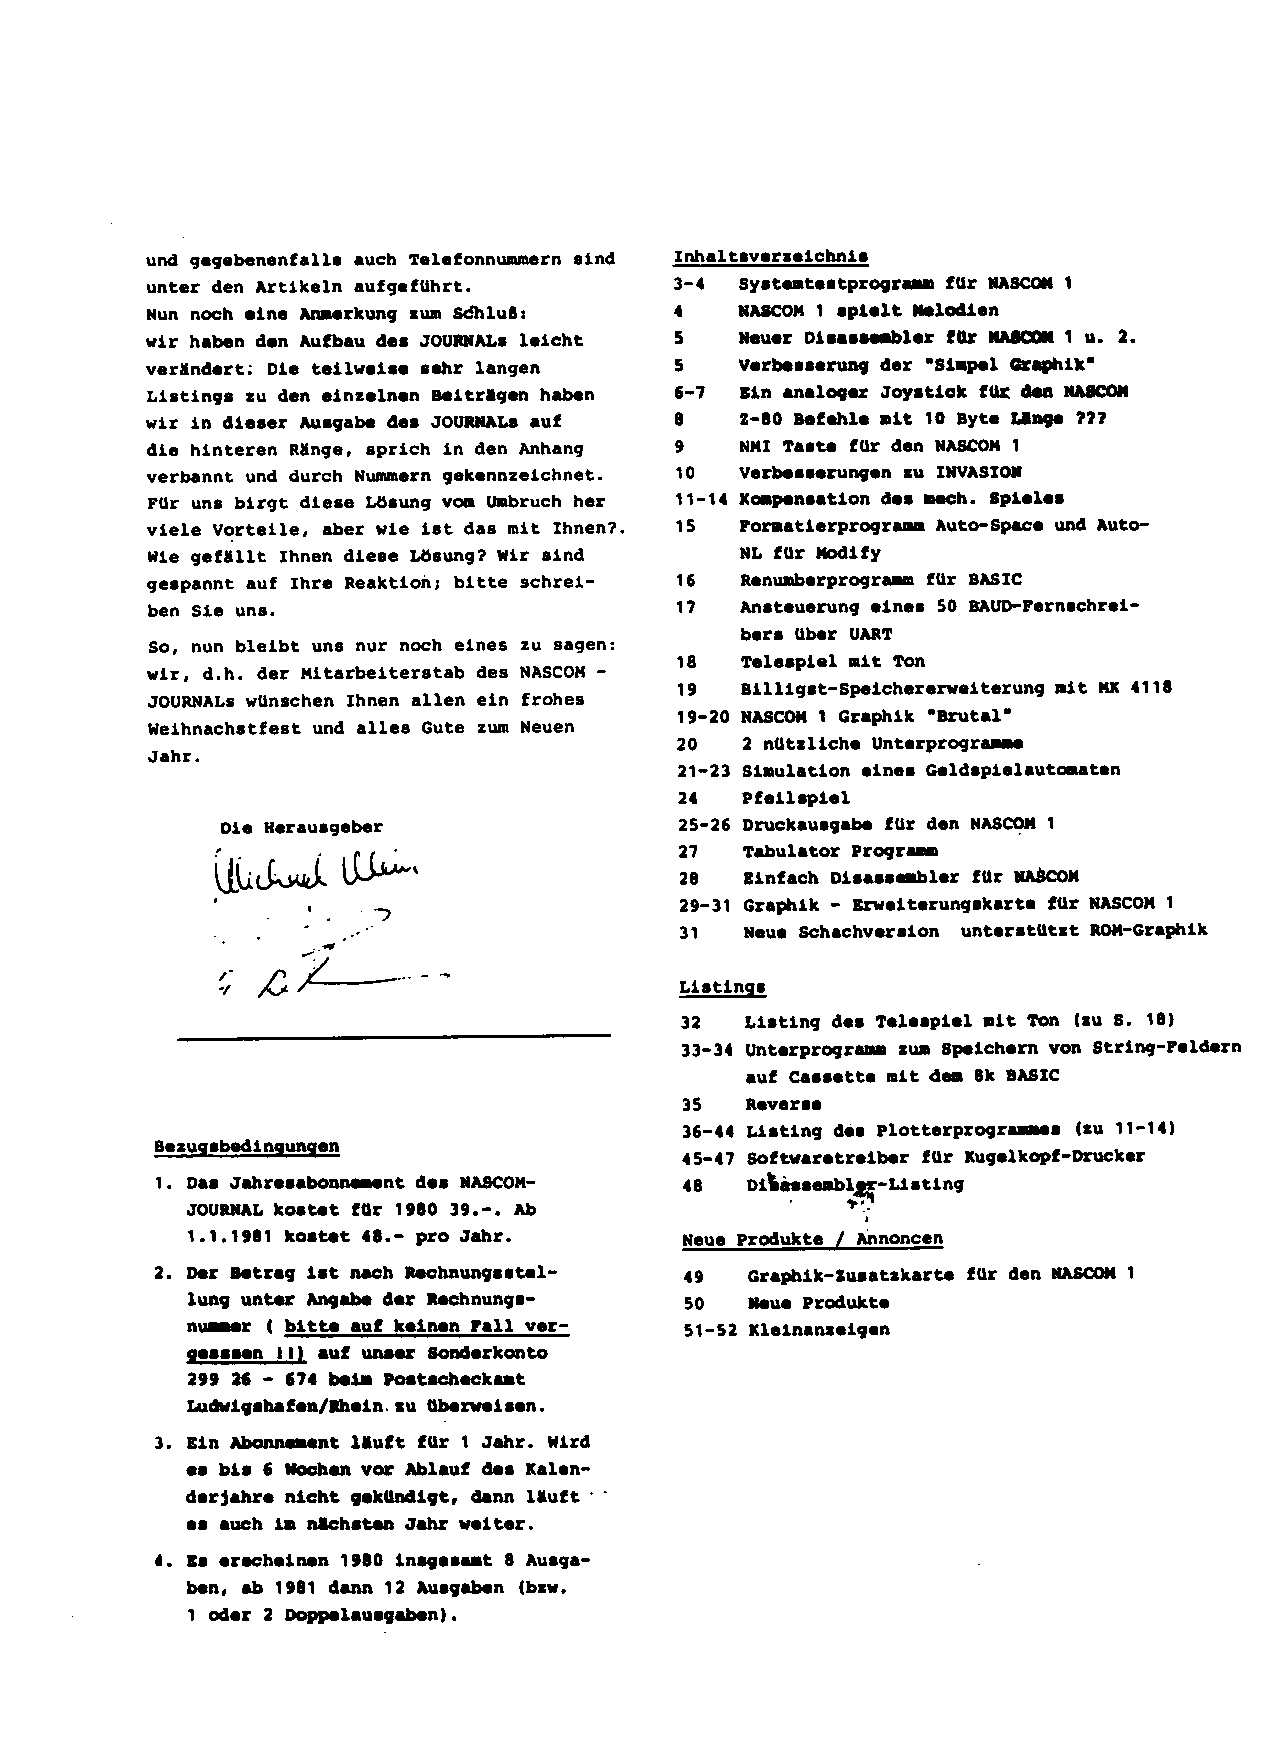 und gegebenenfalls auch Telefonnummern sind
unter den Artikeln aufgeführt.
Nun noch eine Anmerkung zum Schluß:
wir haben den Aufbau des JOURNALs leicht
verändert: Die teilweise sehr langen
Listings zu den einzelnen Beiträgen haben
wir in dieser Ausgabe des JOURNALs auf
die hinteren Ränge, sprich in den Anhang
verbannt und durch Nummern gekennzeichnet.
Für uns birgt diese Lösung vom Umbruch her
viele Vorteile, aber wie ist das mit Ihnen?.
Wie gefällt Ihnen diese Lösung? Wir sind
gespannt auf Ihre Reaktion; bitte schrei-
ben Sie uns.
So, nun bleibt uns nur noch eines zu sagen:
wir, d.h. der Mitarbeiterstab des NASCOM -
JOURNALs wünschen Ihnen allen ein frohes
Weihnachstfest und alles Gute zum Neuen
Jahr.
Die Herausgeber
Michael Klein
Bezugsbedingungen
1. Das Jahresabonnement des NASCOM-
JOURNAL kostet für 1980 39.-. Ab
1.1.1981 kostet 48.- pro Jahr.
2. Der Betrag ist nach Rechnungsstel-
lung unter Angabe der Rechnungs-
nummer ( bitte auf keinen Fall ver-
gesssen !!) auf unser Sonderkonto
299 26 - 674 beim Postscheckamt
Ludwigshafen/Rhein zu überweisen.
3. Ein Abonnement läuft für 1 Jahr. Wird
es bis 6 Wochen vor Ablauf des Kalen-
derjahre nicht gekündigt, dann läuft
es auch im nächsten Jahr weiter.
4. Es erscheinen 1980 insgesamt 8 Ausga-
ben, ab 1981 dann 12 Ausgaben (bzw.
1 oder 2 Doppelausgaben).
Inhaltsverzeichnis
3-4 Systemtestprogramm für NASCOM 1
4 NASCOM 1 spielt Melodien
5 Neuer Disassembler für NASCOM 1 u. 2.
5 Verbesserung der "Simpel Graphik"
6-7 Ein analoger Joystick für den NASCOM
8 Z-80 Befehle mit 10 Byte Länge ???
9 NMI Taste für den NASCOM 1
10 Verbesserungen zu INVASION
11-14 Kompensation des mech. Spieles
15 Formatierprogramm Auto-Space und Auto-
NL für Modify
16 Renumberprogramm für BASIC
17 Ansteuerung eines 50 BAUD-Fernschrei-
bers über UART
18 Telespiel mit Ton
19 Billigst-Speichererweiterung mit MK 4118
19-20 NASCOM 1 Graphik "Brutal"
20 2 nützliche Unterprogramme
21-23 Simulation eines Geldspielautomaten
24 Pfeilspiel
25-26 Druckausgabe für den NASCOM 1
27 Tabulator Programm
28 Einfach Disassembler für NASCOM
29-31 Graphik - Erweiterungskarte für NASCOM 1
31 Neue Schachversion unterstützt ROM-Graphik
Listings
32 Listing des Telespiel mit Ton (zu S. 18)
33-34 Unterprogramm zum Speichern von String-Feldern
auf Cassette mit dem 8k BASIC
35 Reverse
36-44 Listing des Plotterprogrammes (zu 11-14)
45-47 Softwaretreiber für Kugelkopf-Drucker
48 Disassembler-Listing
Neue Produkte / Annoncen
49 Graphik-Zusatzkarte für den NASCOM 1
50 Neue Produkte
51-52 Kleinanzeigen